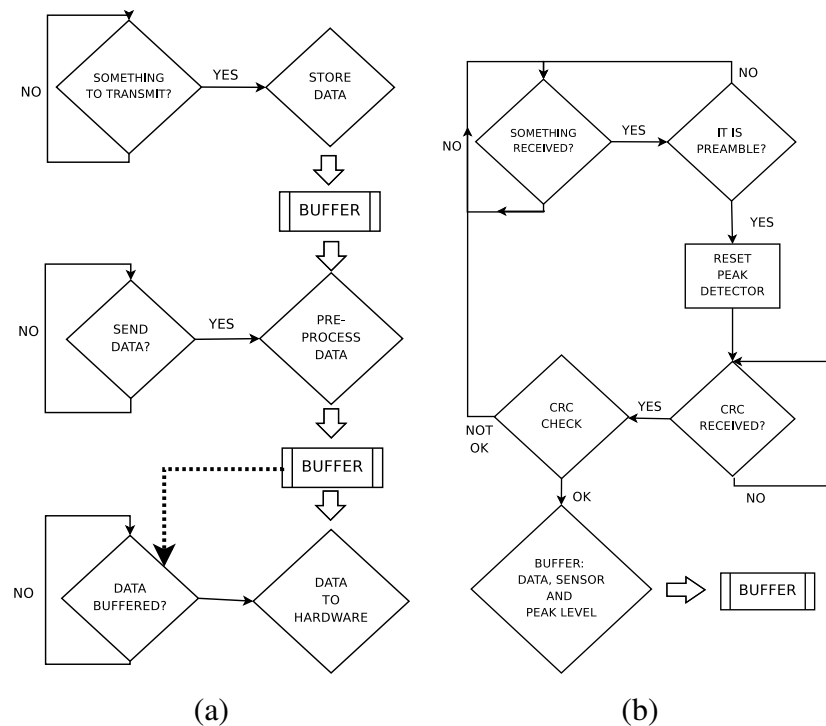 SOMETHING
TO TRANSMIT?
NO
YES
STORE
DATA
BUFFER
SEND
DATA?
NO
YES
PRE-
PROCESS
DATA
BUFFER
DATA
BUFFERED?
NO
DATA
TO
HARDWARE
(a)
SOMETHING
RECEIVED?
NO
YES
IT IS
PREAMBLE?
NO
YES
RESET
PEAK
DETECTOR
CRC
RECEIVED?
NO
YES
CRC
CHECK
NOT
OK
OK
BUFFER:
DATA, SENSOR
AND
PEAK LEVEL
BUFFER
(b)